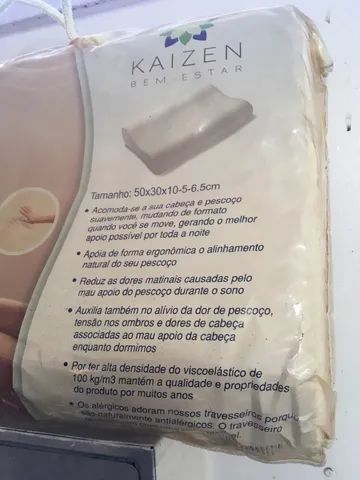 KAIZEN
BEM ESTAR
Tamanho: 50x30x10-5-6.5cm
• Acomoda-se a sua cabeça e pescoço
suavemente, mudando de formato
quando você se move, gerando o melhor
apoio possível por toda a noite
• Apóia de forma ergonômica o alinhamento
natural do seu pescoço
• Reduz as dores matinais causadas pelo
mau apoio do pescoço durante o sono
• Auxilia também no alívio da dor de pescoço,
tensão nos ombros e dores de cabeça
associadas ao mau apoio da cabeça
enquanto dormimos
• Por ter alta densidade do viscoelástico de
100 kg/m3 mantém a qualidade e propriedades
do produto por muitos anos
• Os alérgicos adoram nossos travesseiros porque
são naturalmente antialérgicos. O travesseiro